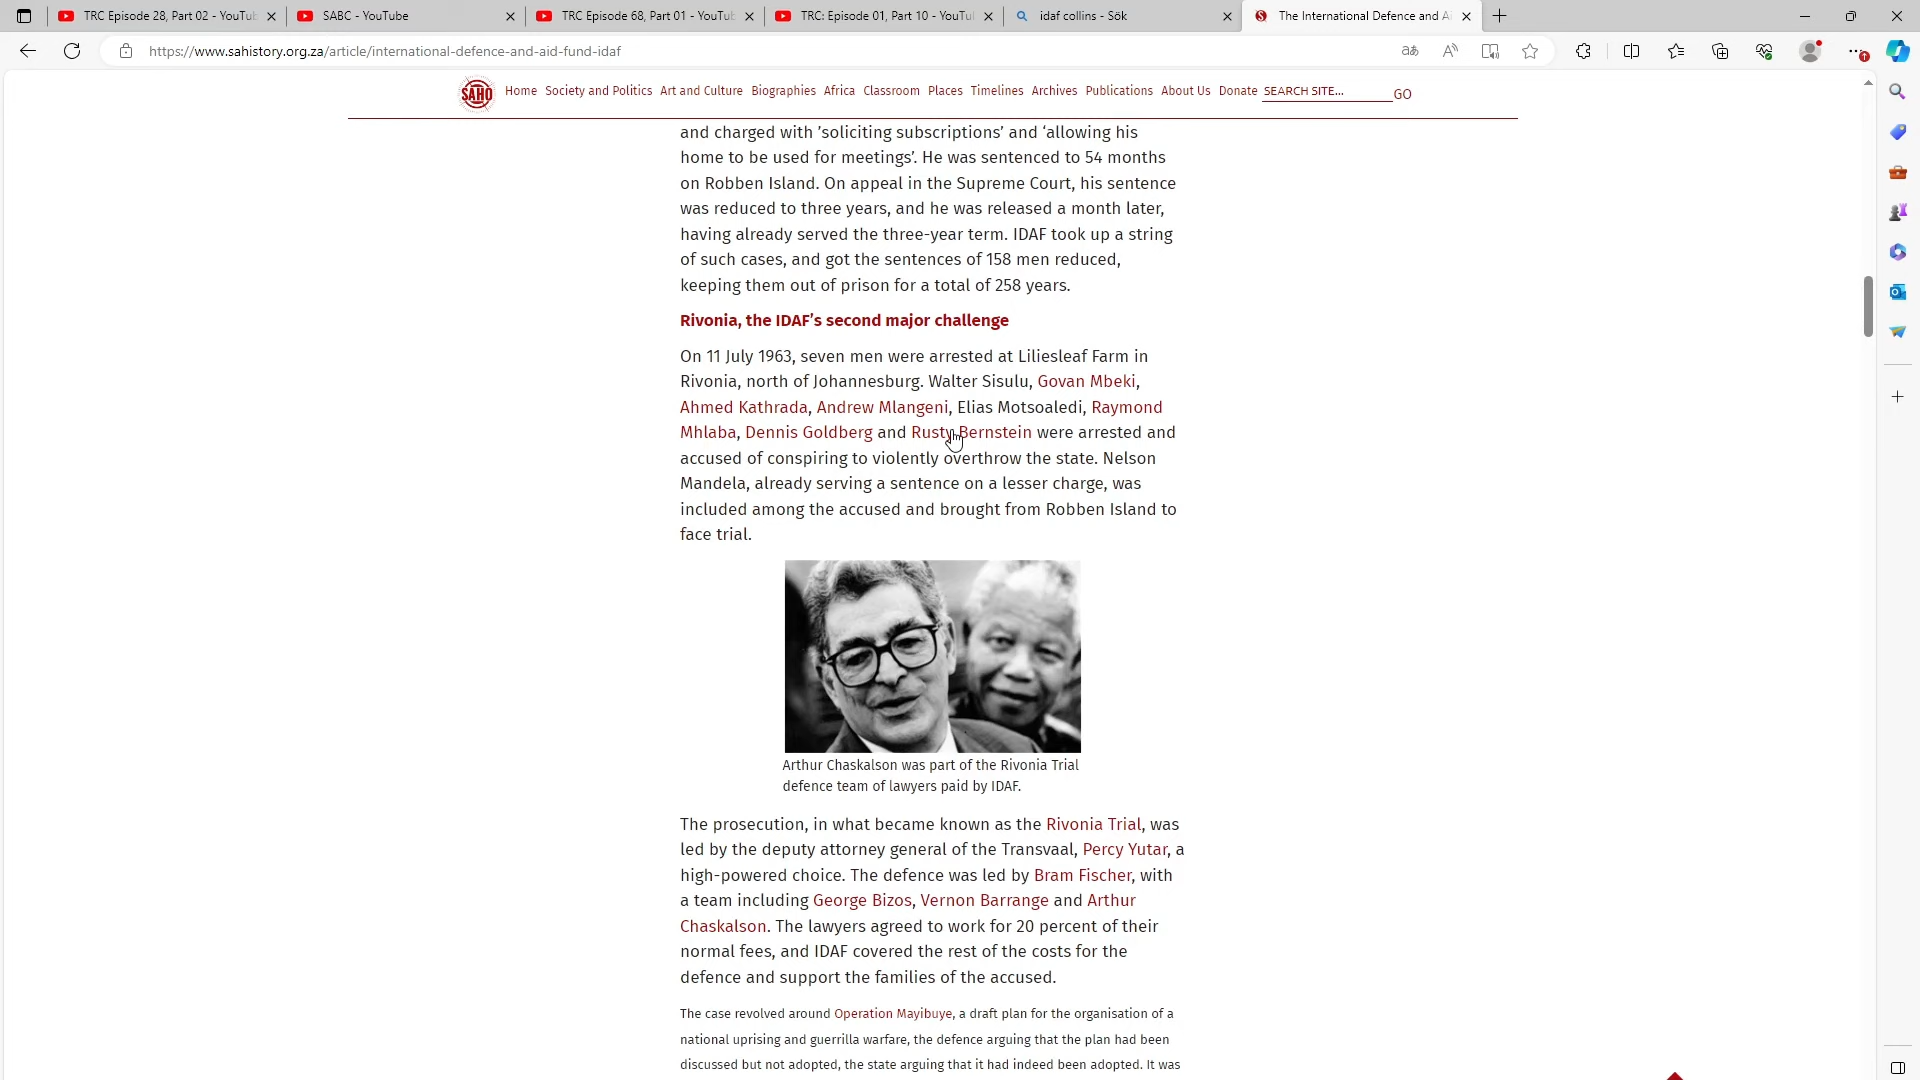 TRC Episode 28, Part 02 - YouTub
SABC - YouTube
TRC Episode 68, Part 01 - YouTub
TRC: Episode 01, Part 10 - YouTu
idaf collins - Sök
The International Defence and Ai
https://www.sahistory.org.za/article/international-defence-and-aid-fund-idaf
SAHO
Home Society and Politics Art and Culture Biographies Africa Classroom Places Timelines Archives Publications About Us Donate SEARCH SITE... GO
and charged with ’soliciting subscriptions’ and ‘allowing his
home to be used for meetings’. He was sentenced to 54 months
on Robben Island. On appeal in the Supreme Court, his sentence
was reduced to three years, and he was released a month later,
having already served the three-year term. IDAF took up a string
of such cases, and got the sentences of 158 men reduced,
keeping them out of prison for a total of 258 years.
Rivonia, the IDAF’s second major challenge
On 11 July 1963, seven men were arrested at Liliesleaf Farm in
Rivonia, north of Johannesburg. Walter Sisulu, Govan Mbeki,
Ahmed Kathrada, Andrew Mlangeni, Elias Motsoaledi, Raymond
Mhlaba, Dennis Goldberg and Rusty Bernstein were arrested and
accused of conspiring to violently overthrow the state. Nelson
Mandela, already serving a sentence on a lesser charge, was
included among the accused and brought from Robben Island to
face trial.
Arthur Chaskalson was part of the Rivonia Trial
defence team of lawyers paid by IDAF.
The prosecution, in what became known as the Rivonia Trial, was
led by the deputy attorney general of the Transvaal, Percy Yutar, a
high-powered choice. The defence was led by Bram Fischer, with
a team including George Bizos, Vernon Barrange and Arthur
Chaskalson. The lawyers agreed to work for 20 percent of their
normal fees, and IDAF covered the rest of the costs for the
defence and support the families of the accused.
The case revolved around Operation Mayibuye, a draft plan for the organisation of a
national uprising and guerrilla warfare, the defence arguing that the plan had been
discussed but not adopted, the state arguing that it had indeed been adopted. It was